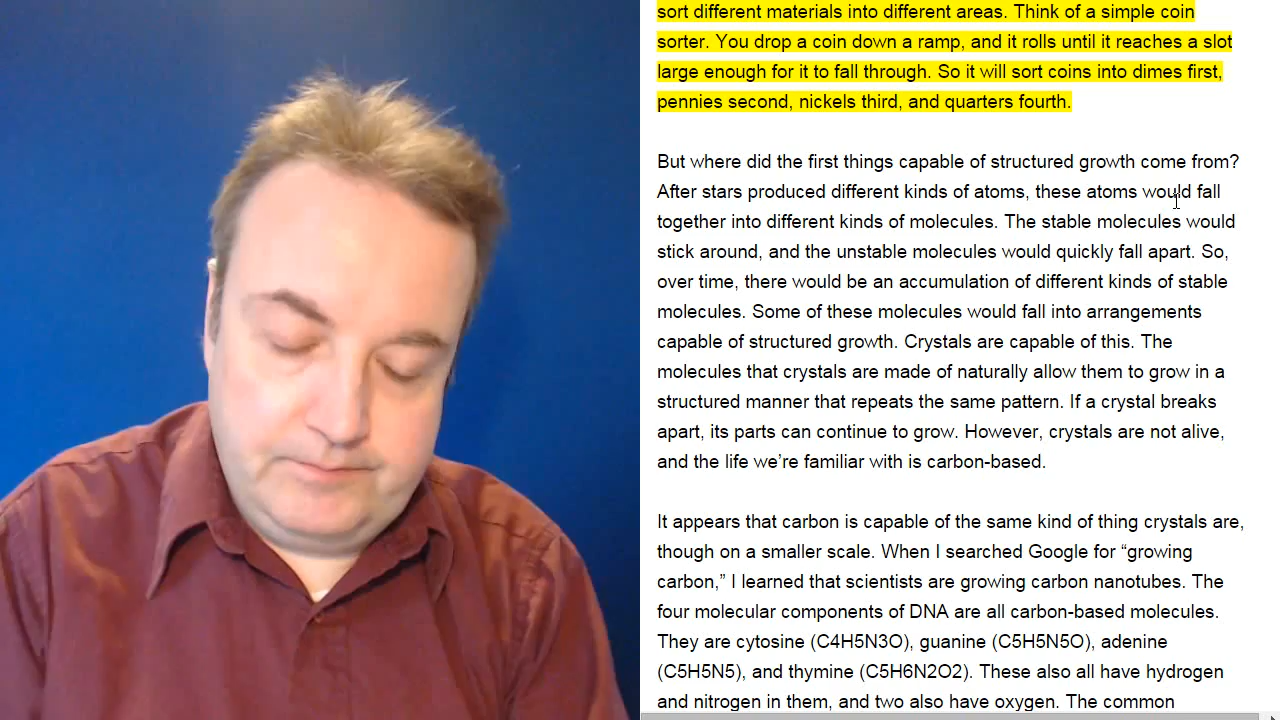 sort different materials into different areas. Think of a simple coin
sorter. You drop a coin down a ramp, and it rolls until it reaches a slot
large enough for it to fall through. So it will sort coins into dimes first,
pennies second, nickels third, and quarters fourth.
But where did the first things capable of structured growth come from?
After stars produced different kinds of atoms, these atoms would fall
together into different kinds of molecules. The stable molecules would
stick around, and the unstable molecules would quickly fall apart. So,
over time, there would be an accumulation of different kinds of stable
molecules. Some of these molecules would fall into arrangements
capable of structured growth. Crystals are capable of this. The
molecules that crystals are made of naturally allow them to grow in a
structured manner that repeats the same pattern. If a crystal breaks
apart, its parts can continue to grow. However, crystals are not alive,
and the life we’re familiar with is carbon-based.
It appears that carbon is capable of the same kind of thing crystals are,
though on a smaller scale. When I searched Google for “growing
carbon,” I learned that scientists are growing carbon nanotubes. The
four molecular components of DNA are all carbon-based molecules.
They are cytosine (C4H5N3O), guanine (C5H5N5O), adenine
(C5H5N5), and thymine (C5H6N2O2). These also all have hydrogen
and nitrogen in them, and two also have oxygen. The common